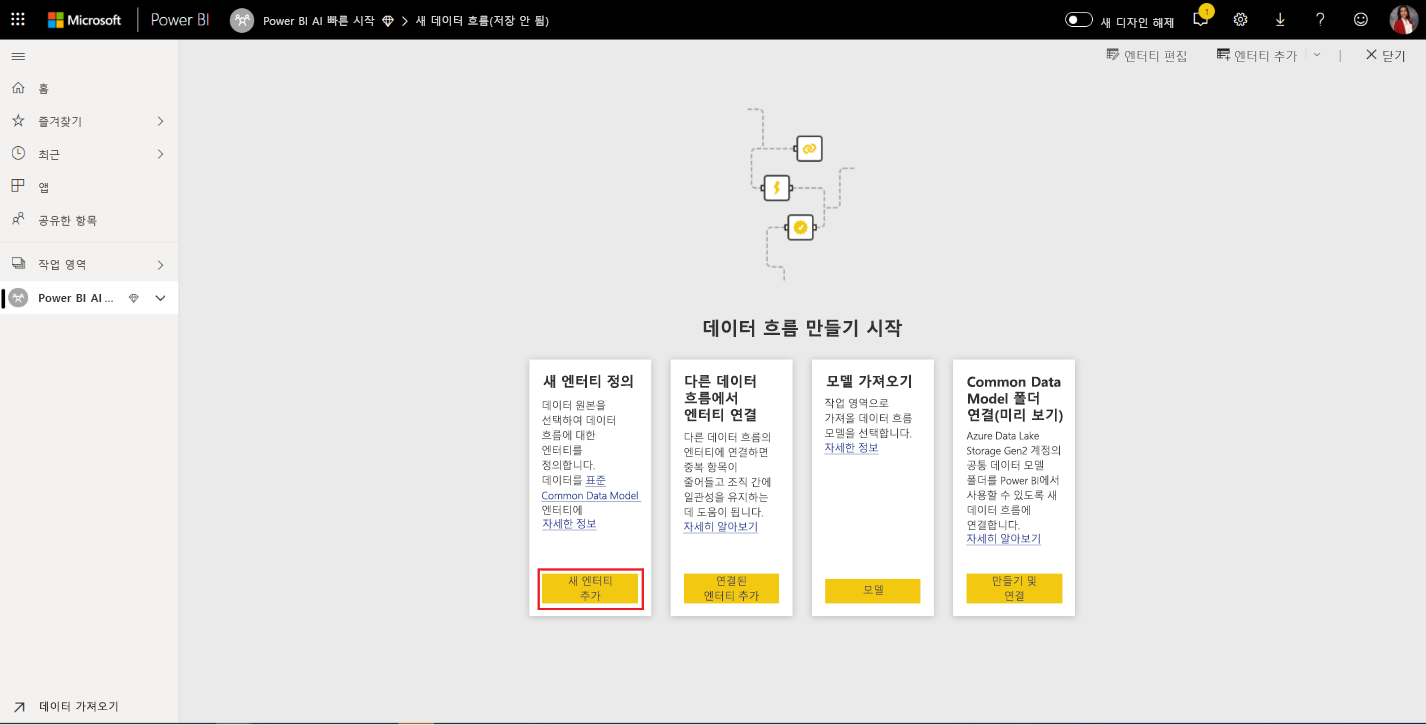 Microsoft Power BI Power BI AI 빠른 시작 > 새 데이터 흐름(저장 안 됨) 새 디자인 해제 1 ?
엔터티 편집 엔터티 추가 | 닫기
홈
즐겨찾기
최근
앱
공유한 항목
작업 영역
Power BI AI ...
데이터 가져오기
데이터 흐름 만들기 시작
새 엔터티 정의
데이터 원본을
선택하여 데이터
흐름에 대한
엔터티를
정의합니다.
데이터를 표준
Common Data Model
엔터티에
자세한 정보
새 엔터티
추가
다른 데이터
흐름에서
엔터티 연결
다른 데이터 흐름의
엔터티에 연결하면
중복 항목이
줄어들고 조직 간에
일관성을 유지하는
데 도움이 됩니다.
자세히 알아보기
연결된
엔터티 추가
모델 가져오기
작업 영역으로
가져올 데이터 흐름
모델을 선택합니다.
자세한 정보
모델
Common Data
Model 폴더
연결(미리 보기)
Azure Data Lake
Storage Gen2 계정의
공통 데이터 모델
폴더를 Power BI에서
사용할 수 있도록 새
데이터 흐름에
연결합니다.
자세히 알아보기
만들기 및
연결